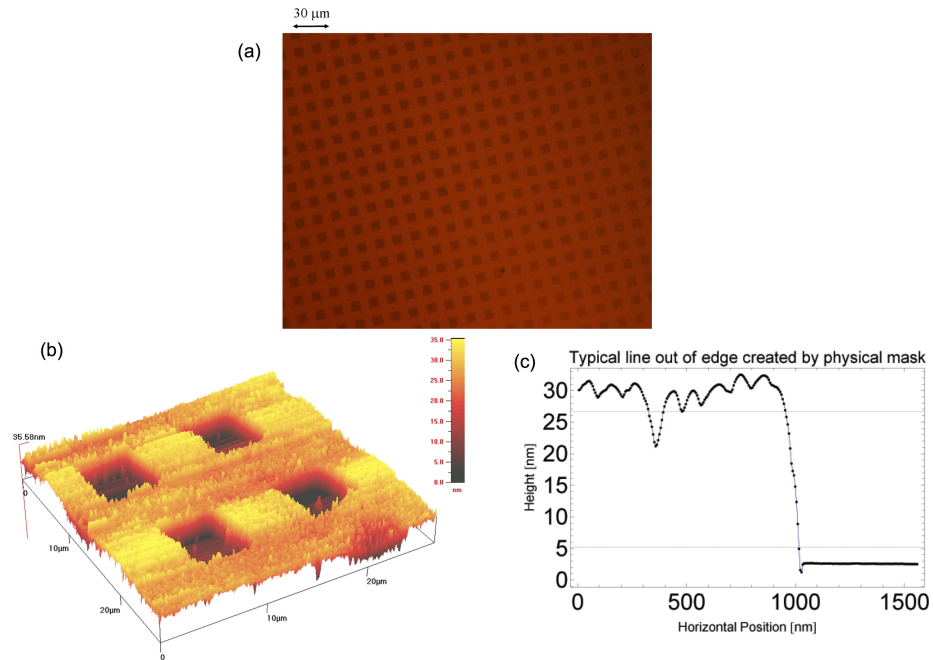 30 μm
(a)
(b)
35.0
30.0
25.0
20.0
15.0
10.0
5.0
0.0
nm
35.58nm
0
10μm
20μm
0
10μm
20μm
(c)
Typical line out of edge created by physical mask
Height [nm]
30
25
20
15
10
5
0
0 500 1000 1500
Horizontal Position [nm]